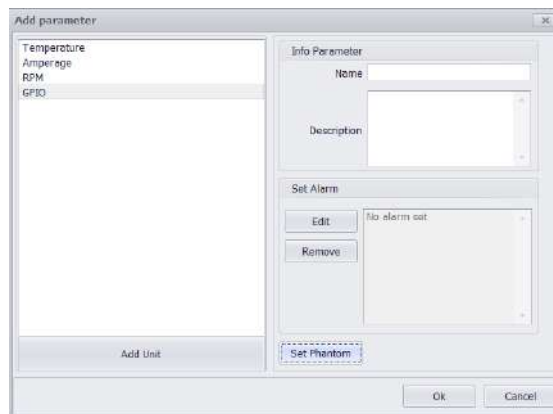 Add parameter
Temperature
Amperage
RPM
GPIO
Add Unit
Info Parameter
Name
Description
Set Alarm
Edit
No alarm set
Remove
Set Phantom
Ok
Cancel